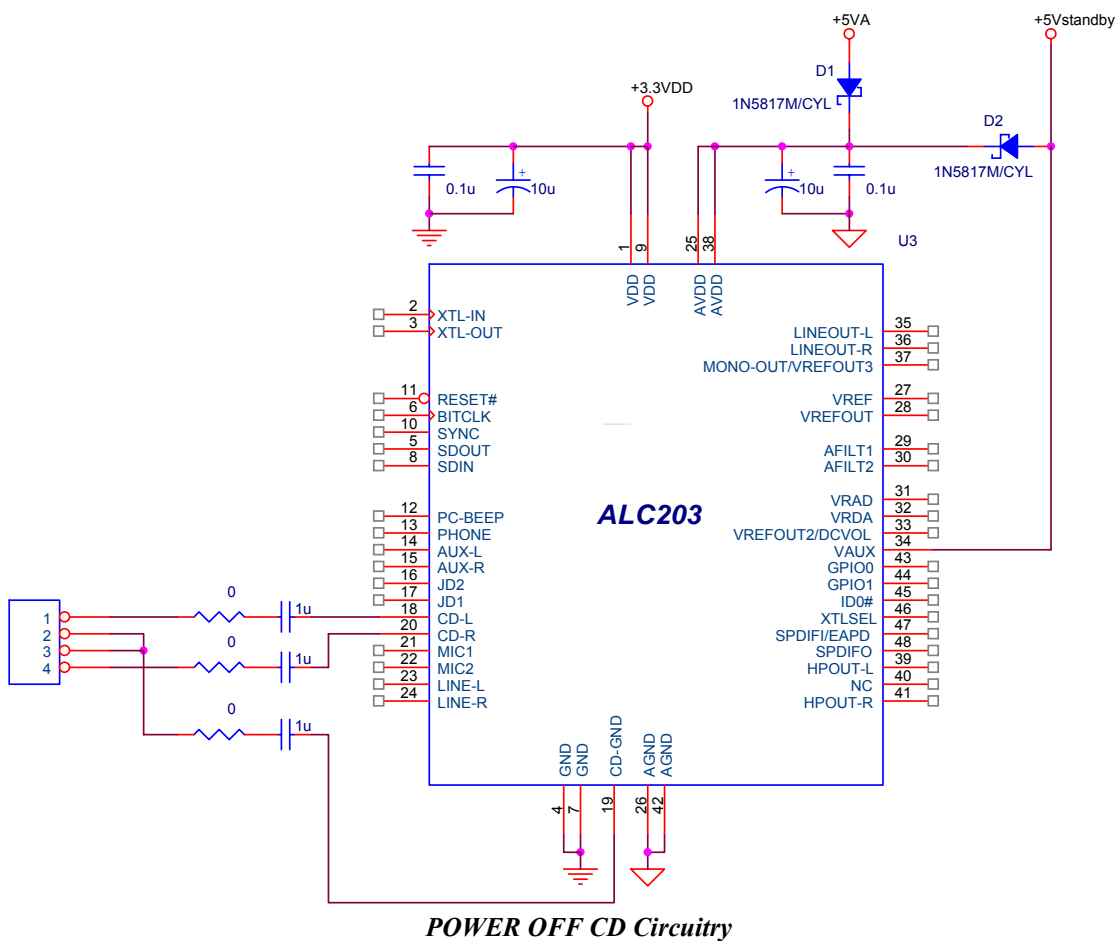 +5VA
+5Vstandby
D1
1N5817M/CYL
+3.3VDD
D2
1N5817M/CYL
0.1u
+
10u
+
10u
0.1u
U3
1
9
25
38
VDD
VDD
AVDD
AVDD
2
XTL-IN
3
XTL-OUT
11
RESET#
6
BITCLK
10
SYNC
5
SDOUT
8
SDIN
12
PC-BEEP
13
PHONE
14
AUX-L
15
AUX-R
16
JD2
17
JD1
18
CD-L
20
CD-R
21
MIC1
22
MIC2
23
LINE-L
24
LINE-R
ALC203
LINEOUT-L
35
LINEOUT-R
36
MONO-OUT/VREFOUT3
37
VREF
27
VREFOUT
28
AFILT1
29
AFILT2
30
VRAD
31
VRDA
32
VREFOUT2/DCVOL
33
VAUX
34
GPIO0
43
GPIO1
44
ID0#
45
XTLSEL
46
SPDIFI/EAPD
47
SPDIFO
48
HPOUT-L
39
NC
40
HPOUT-R
41
1
2
3
4
0
1u
0
1u
0
1u
GND
GND
CD-GND
AGND
AGND
4
7
19
26
42
POWER OFF CD Circuitry